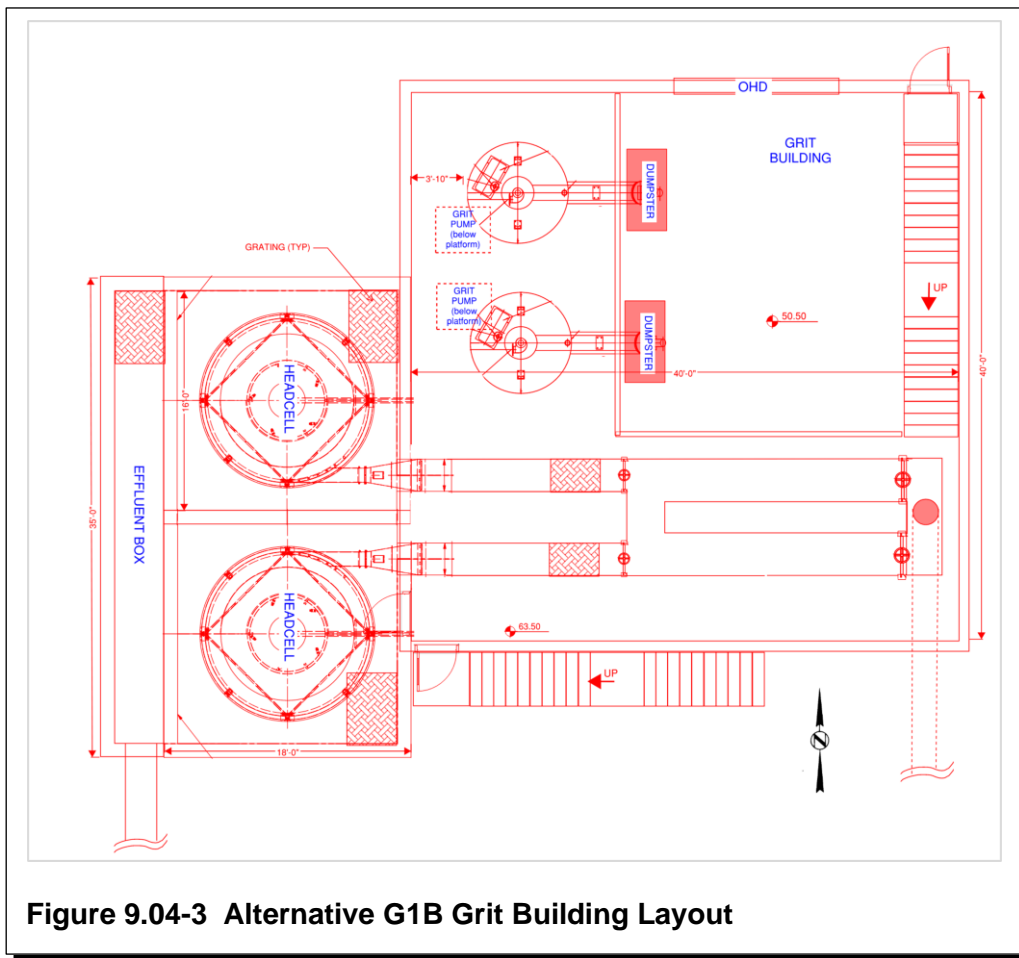 OHD
GRIT
BUILDING
DUMPSTER
3'-10"
GRIT
PUMP
(below
platform)
GRATING (TYP)
GRIT
PUMP
(below
platform)
UP
50.50
DUMPSTER
40'-0"
40'-0"
HEADCELL
16'-0"
EFFLUENT BOX
35'-0"
HEADCELL
63.50
UP
18'-0"
N
Figure 9.04-3 Alternative G1B Grit Building Layout